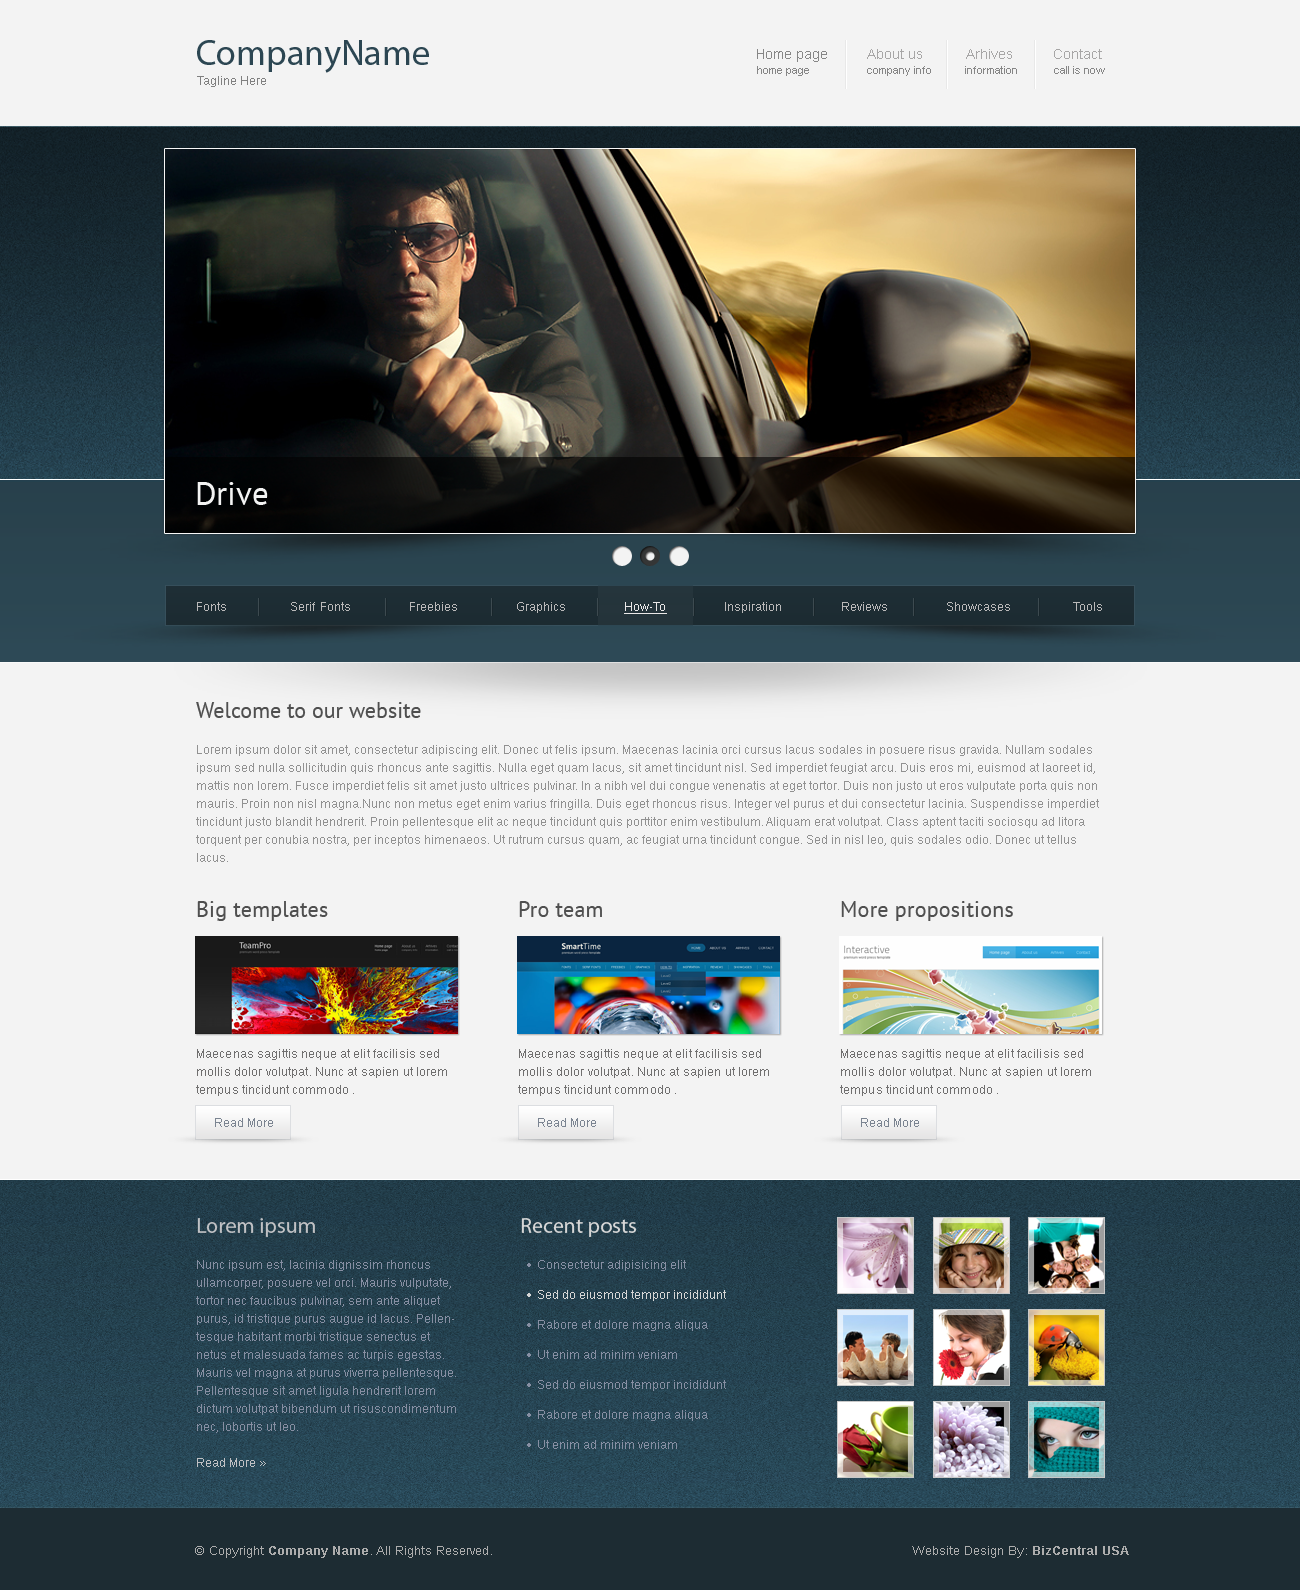 CompanyName
Tagline Here
Home page
home page
About us
company info
Arhives
information
Contact
call is now
Drive
Fonts
Serif Fonts
Freebies
Graphics
How-To
Inspiration
Reviews
Showcases
Tools
Welcome to our website
Lorem ipsum dolor sit amet, consectetur adipiscing elit. Donec ut felis ipsum. Maecenas lacinia orci cursus lacus sodales in posuere risus gravida. Nullam sodales
ipsum sed nulla sollicitudin quis rhoncus ante sagittis. Nulla eget quam lacus, sit amet tincidunt nisl. Sed imperdiet feugiat arcu. Duis eros mi, euismod at laoreet id,
mattis non lorem. Fusce imperdiet felis sit amet justo ultrices pulvinar. In a nibh vel dui congue venenatis at eget tortor. Duis non justo ut eros vulputate porta quis non
mauris. Proin non nisl magna.Nunc non metus eget enim varius fringilla. Duis eget rhoncus risus. Integer vel purus et dui consectetur lacinia. Suspendisse imperdiet
tincidunt justo blandit hendrerit. Proin pellentesque elit ac neque tincidunt quis porttitor enim vestibulum.Aliquam erat volutpat. Class aptent taciti sociosqu ad litora
torquent per conubia nostra, per inceptos himenaeos. Ut rutrum cursus quam, ac feugiat urna tincidunt congue. Sed in nisl leo, quis sodales odio. Donec ut tellus
lacus.
Big templates
TeamPro
Maecenas sagittis neque at elit facilisis sed
mollis dolor volutpat. Nunc at sapien ut lorem
tempus tincidunt commodo .
Read More
Pro team
SmartTime
Maecenas sagittis neque at elit facilisis sed
mollis dolor volutpat. Nunc at sapien ut lorem
tempus tincidunt commodo .
Read More
More propositions
Interactive
Home page
About us
Arhives
Contact
Maecenas sagittis neque at elit facilisis sed
mollis dolor volutpat. Nunc at sapien ut lorem
tempus tincidunt commodo .
Read More
Lorem ipsum
Nunc ipsum est, lacinia dignissim rhoncus
ullamcorper, posuere vel orci. Mauris vulputate,
tortor nec faucibus pulvinar, sem ante aliquet
purus, id tristique purus augue id lacus. Pellen-
tesque habitant morbi tristique senectus et
netus et malesuada fames ac turpis egestas.
Mauris vel magna at purus viverra pellentesque.
Pellentesque sit amet ligula hendrerit lorem
dictum volutpat bibendum ut risuscondimentum
nec, lobortis ut leo.
Read More »
Recent posts
• Consectetur adipisicing elit
• Sed do eiusmod tempor incididunt
• Rabore et dolore magna aliqua
• Ut enim ad minim veniam
• Sed do eiusmod tempor incididunt
• Rabore et dolore magna aliqua
• Ut enim ad minim veniam
© Copyright Company Name. All Rights Reserved.
Website Design By: BizCentral USA